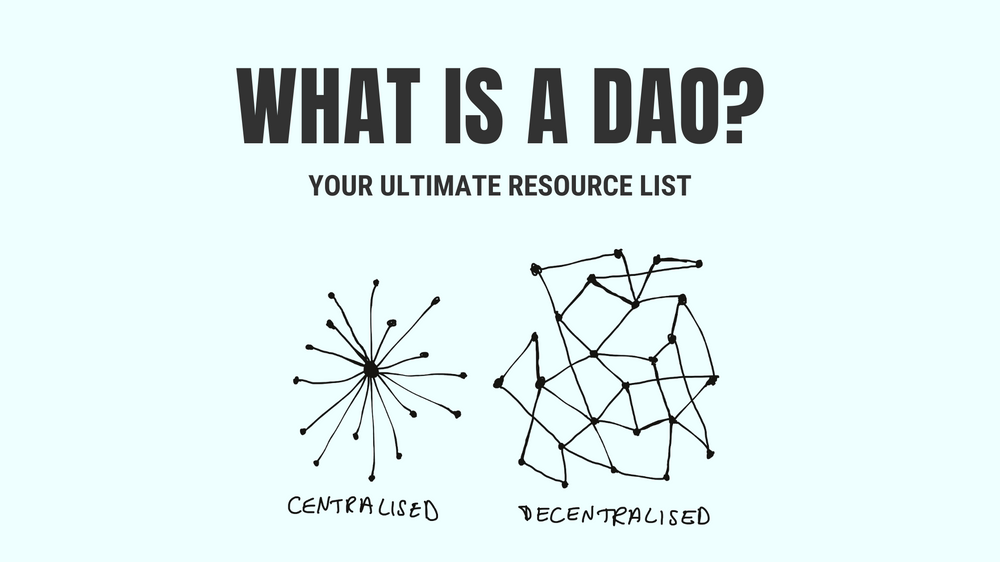 WHAT IS A DAO?
YOUR ULTIMATE RESOURCE LIST
CENTRALISED
DECENTRALISED